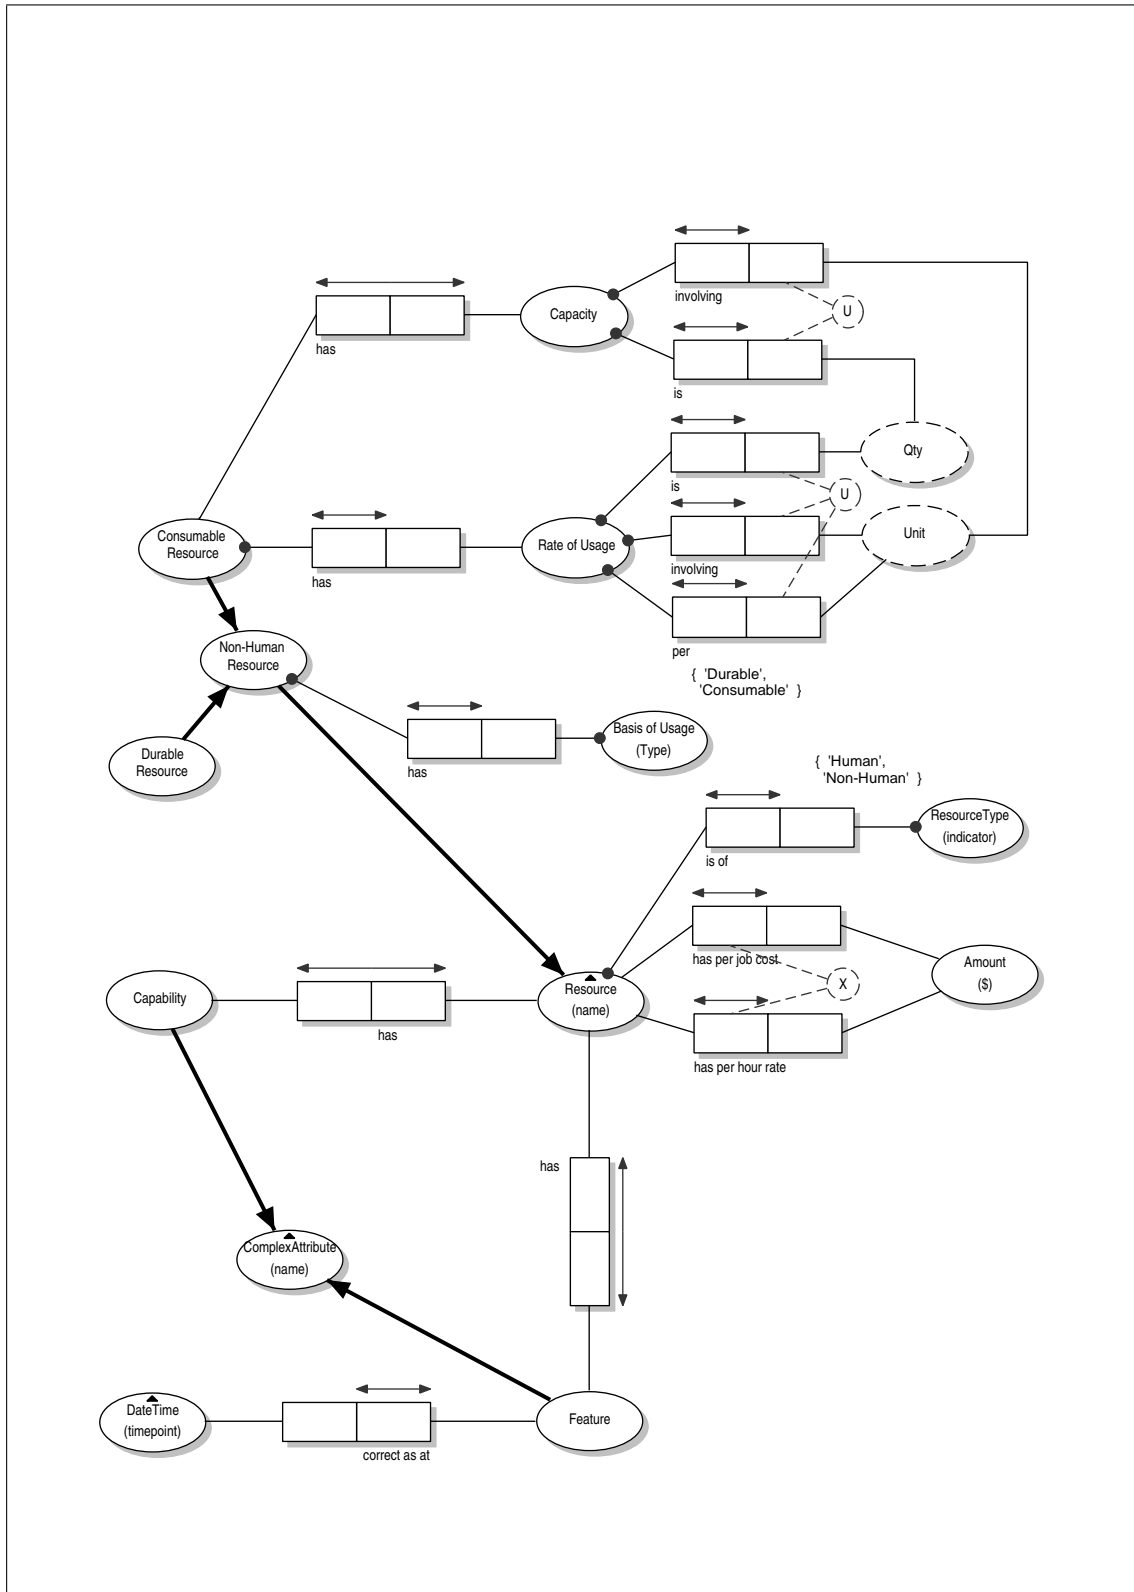 involving
U
Capacity
has
is
Qty
is
U
Consumable
Resource
has
Rate of Usage
Unit
involving
per
Non-Human
Resource
{ 'Durable',
'Consumable' }
Durable
Resource
has
Basis of Usage
(Type)
{ 'Human',
'Non-Human' }
ResourceType
(indicator)
is of
has per job cost
Amount
($)
X
Capability
has
Resource
(name)
has per hour rate
has
ComplexAttribute
(name)
DateTime
(timepoint)
correct as at
Feature